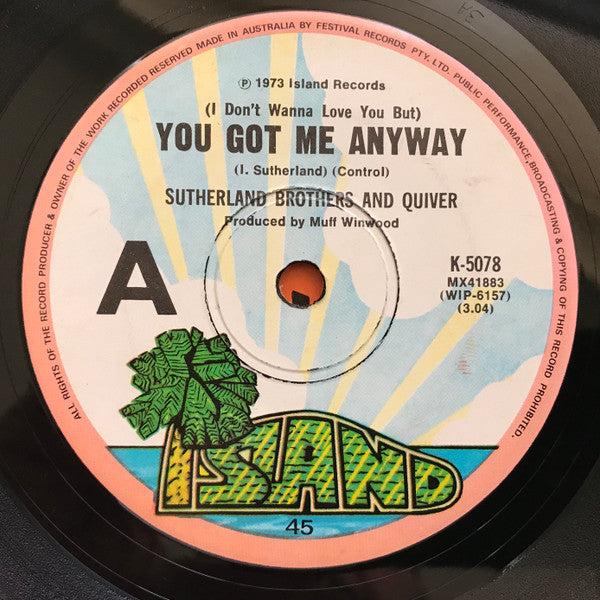 MADE IN AUSTRALIA BY FESTIVAL RECORDS PTY. LTD. PUBLIC PERFORMANCE, BROADCASTING & COPYING OF THIS RECORD PROHIBITED.
ALL RIGHTS OF THE RECORD PRODUCER & OWNER OF THE WORK RECORDED RESERVED
℗ 1973 Island Records
(I Don't Wanna Love You But)
YOU GOT ME ANYWAY
(I. Sutherland) (Control)
SUTHERLAND BROTHERS AND QUIVER
Produced by Muff Winwood
A
K-5078
MX41883
(WIP-6157)
(3.04)
ISLAND
45